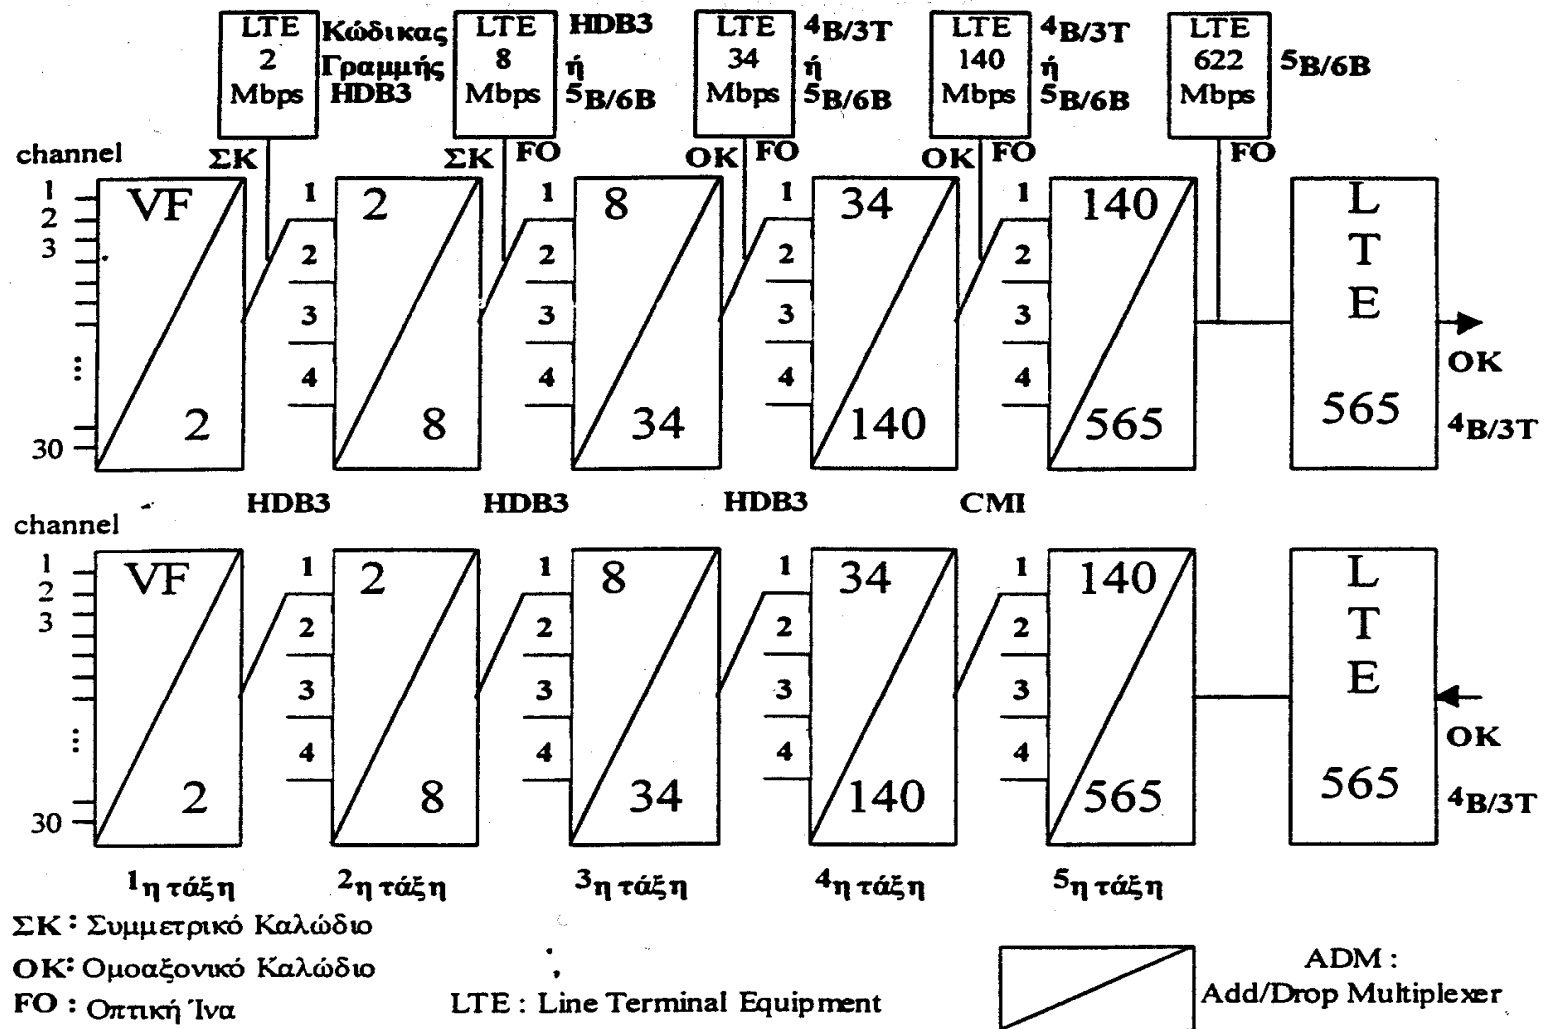 LTE 2 Mbps
Κώδικας Γραμμής HDB3
LTE 8 Mbps
HDB3 ή 5B/6B
LTE 34 Mbps
4B/3T ή 5B/6B
LTE 140 Mbps
4B/3T ή 5B/6B
LTE 622 Mbps
5B/6B
channel
ΣΚ
ΣΚ FO
ΟΚ FO
ΟΚ FO
FO
1
2
3
...
30
VF 2
1
2
3
4
2 8
1
2
3
4
8 34
1
2
3
4
34 140
1
2
3
4
140 565
LTE 565
ΟΚ
4B/3T
HDB3 HDB3 HDB3 CMI
channel
1
2
3
...
30
VF 2
1
2
3
4
2 8
1
2
3
4
8 34
1
2
3
4
34 140
1
2
3
4
140 565
LTE 565
ΟΚ
4B/3T
1η τάξη 2η τάξη 3η τάξη 4η τάξη 5η τάξη
ΣΚ : Συμμετρικό Καλώδιο
ΟΚ: Ομοαξονικό Καλώδιο
FO : Οπτική Ίνα
LTE : Line Terminal Equipment
ADM :
Add/Drop Multiplexer